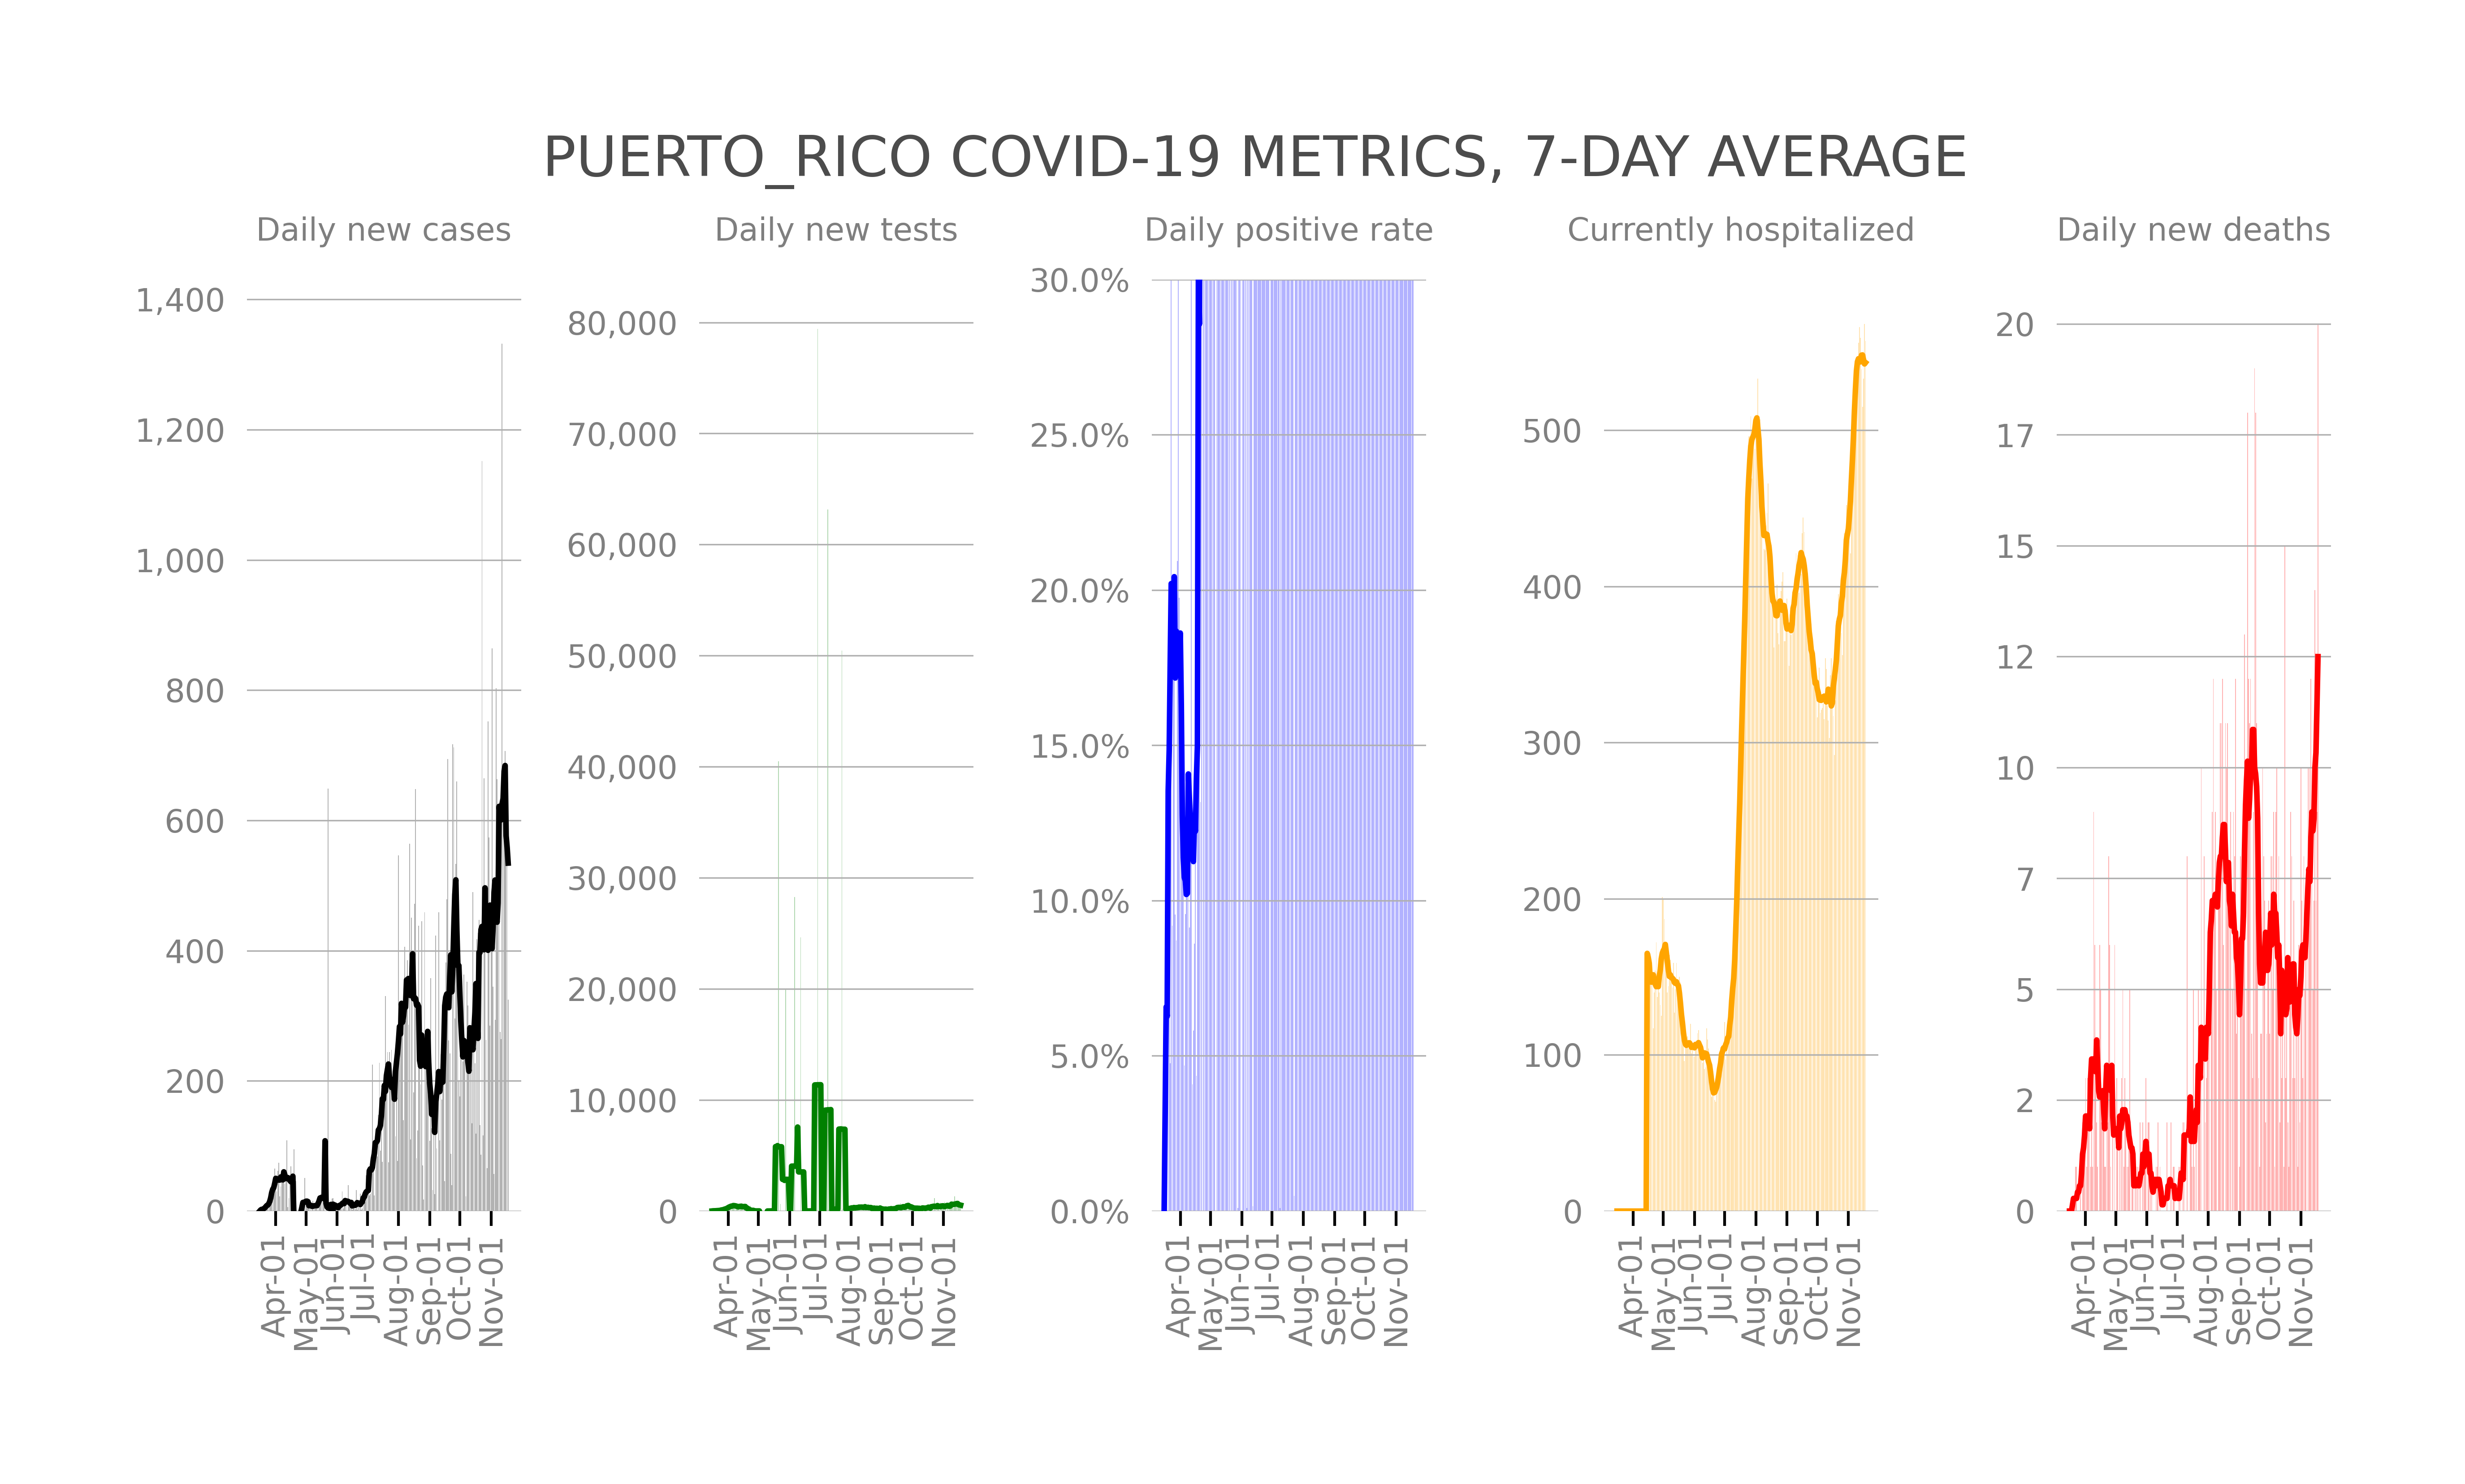 PUERTO_RICO COVID-19 METRICS, 7-DAY AVERAGE
Daily new cases
1,400
1,200
1,000
800
600
400
200
0
Apr-01
May-01
Jun-01
Jul-01
Aug-01
Sep-01
Oct-01
Nov-01
Daily new tests
80,000
70,000
60,000
50,000
40,000
30,000
20,000
10,000
0
Apr-01
May-01
Jun-01
Jul-01
Aug-01
Sep-01
Oct-01
Nov-01
Daily positive rate
30.0%
25.0%
20.0%
15.0%
10.0%
5.0%
0.0%
Apr-01
May-01
Jun-01
Jul-01
Aug-01
Sep-01
Oct-01
Nov-01
Currently hospitalized
500
400
300
200
100
0
Apr-01
May-01
Jun-01
Jul-01
Aug-01
Sep-01
Oct-01
Nov-01
Daily new deaths
20
17
15
12
10
7
5
2
0
Apr-01
May-01
Jun-01
Jul-01
Aug-01
Sep-01
Oct-01
Nov-01